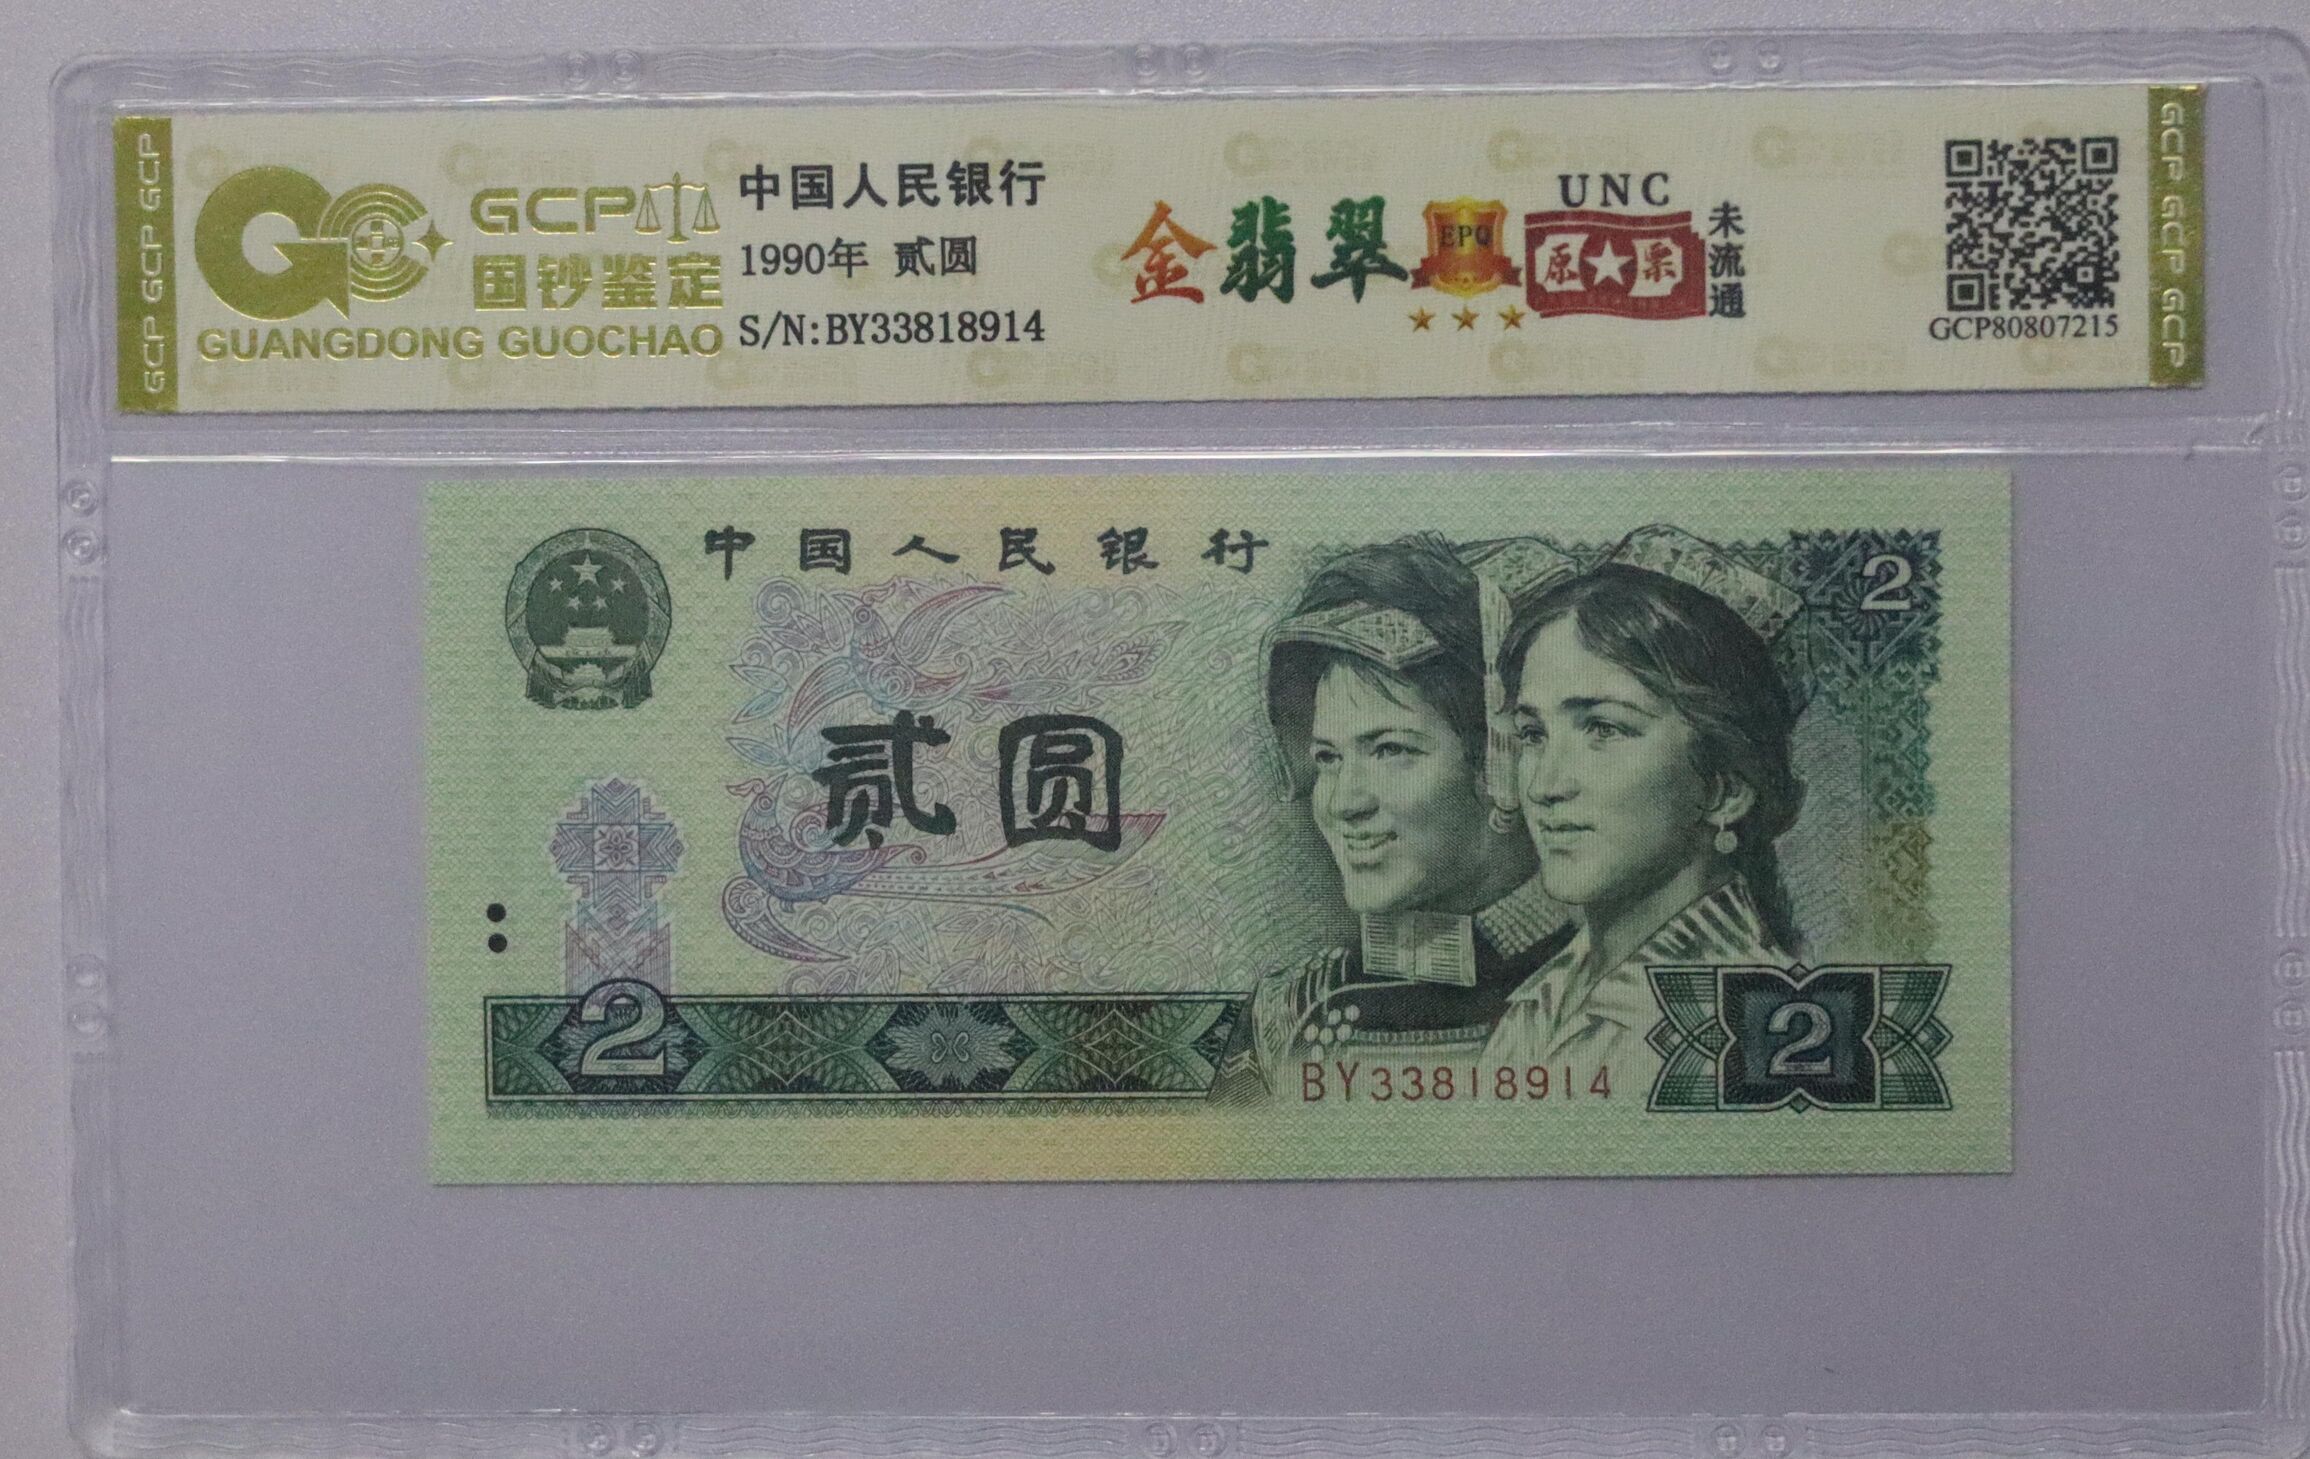 GCP GCP GCP
GCP
国钞鉴定
GUANGDONG GUOCHAO
中国人民银行
1990年 贰圆
S/N:BY33818914
金翡翠
EPQ
UNC
原票
未流通
GCP80807215
GCP GCP GCP
中国人民银行
2
贰圆
2
2
BY33818914